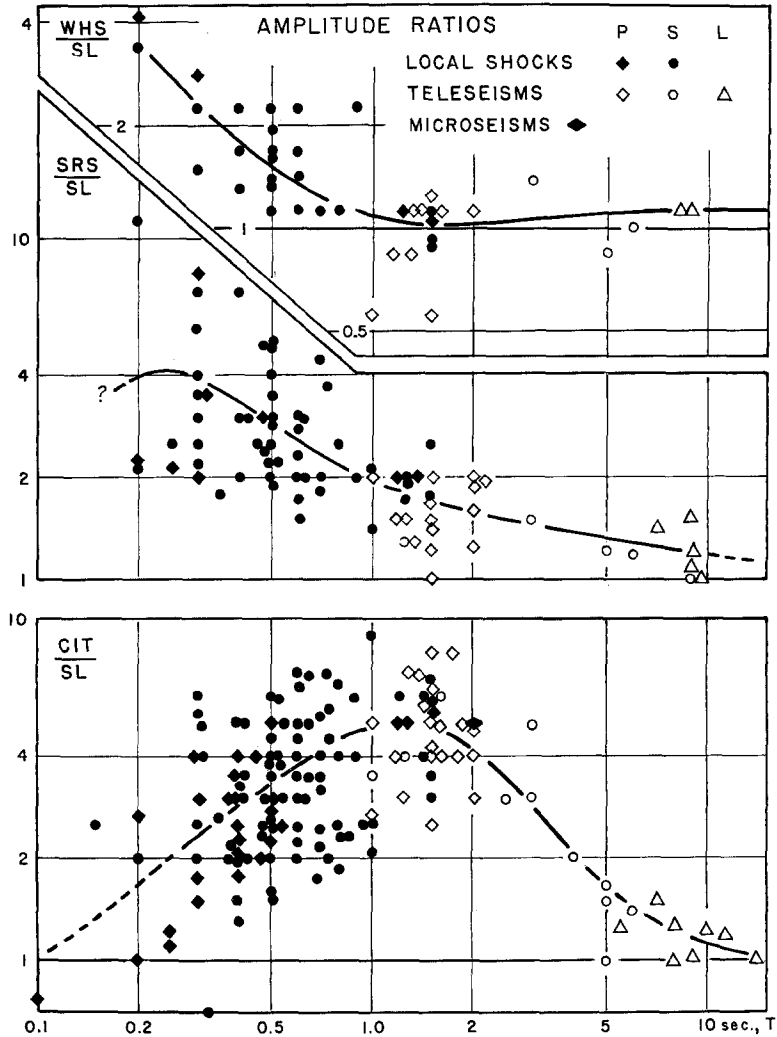 AMPLITUDE RATIOS
P S L
LOCAL SHOCKS
TELESEISMS
MICROSEISMS
4
WHS
SL
2
1
0.5
SRS
SL
10
4
?
2
1
10
CIT
SL
4
2
1
0.1 0.2 0.5 1.0 2 5 10 sec., T